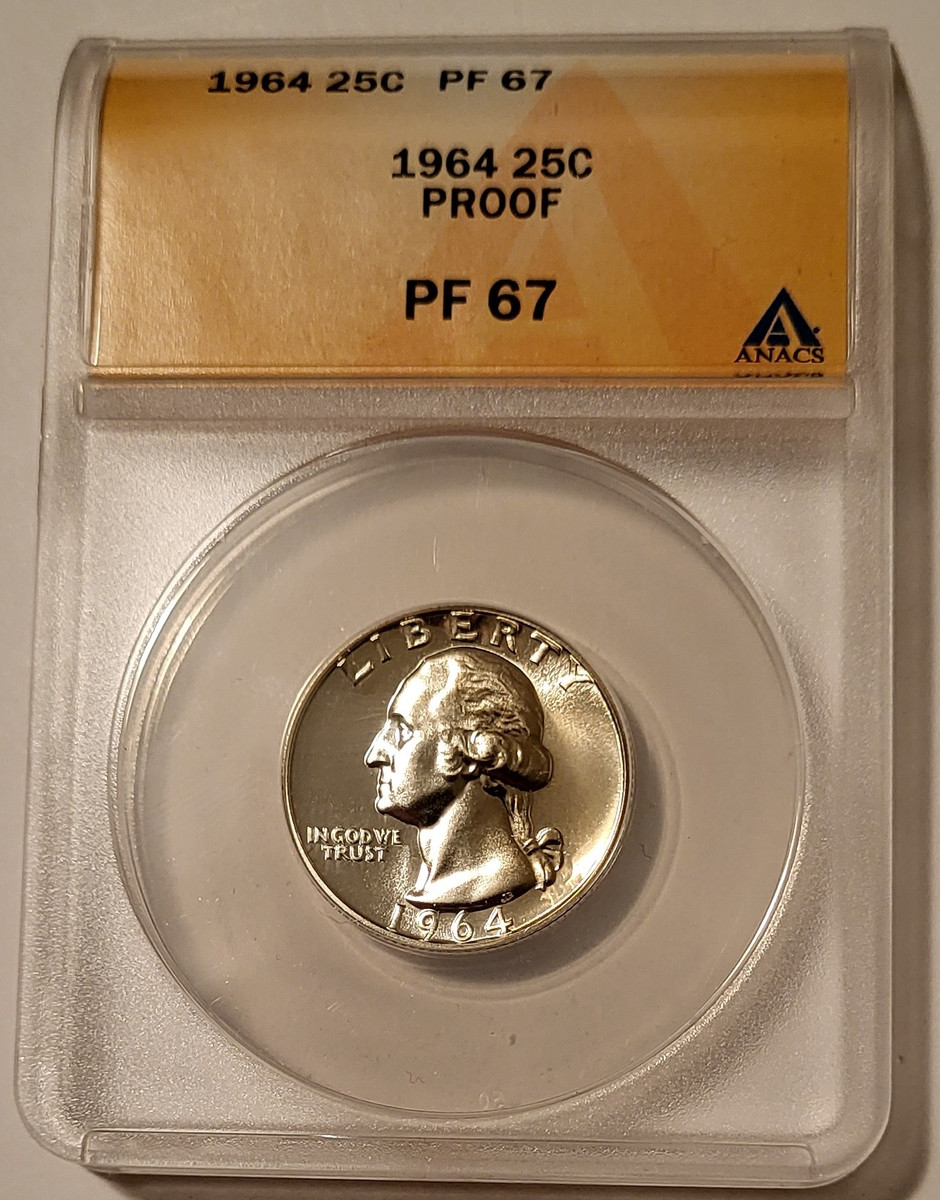 1964 25C PF 67
1964 25C
PROOF
PF 67
ANACS
LIBERTY
IN GOD WE
TRUST
1964